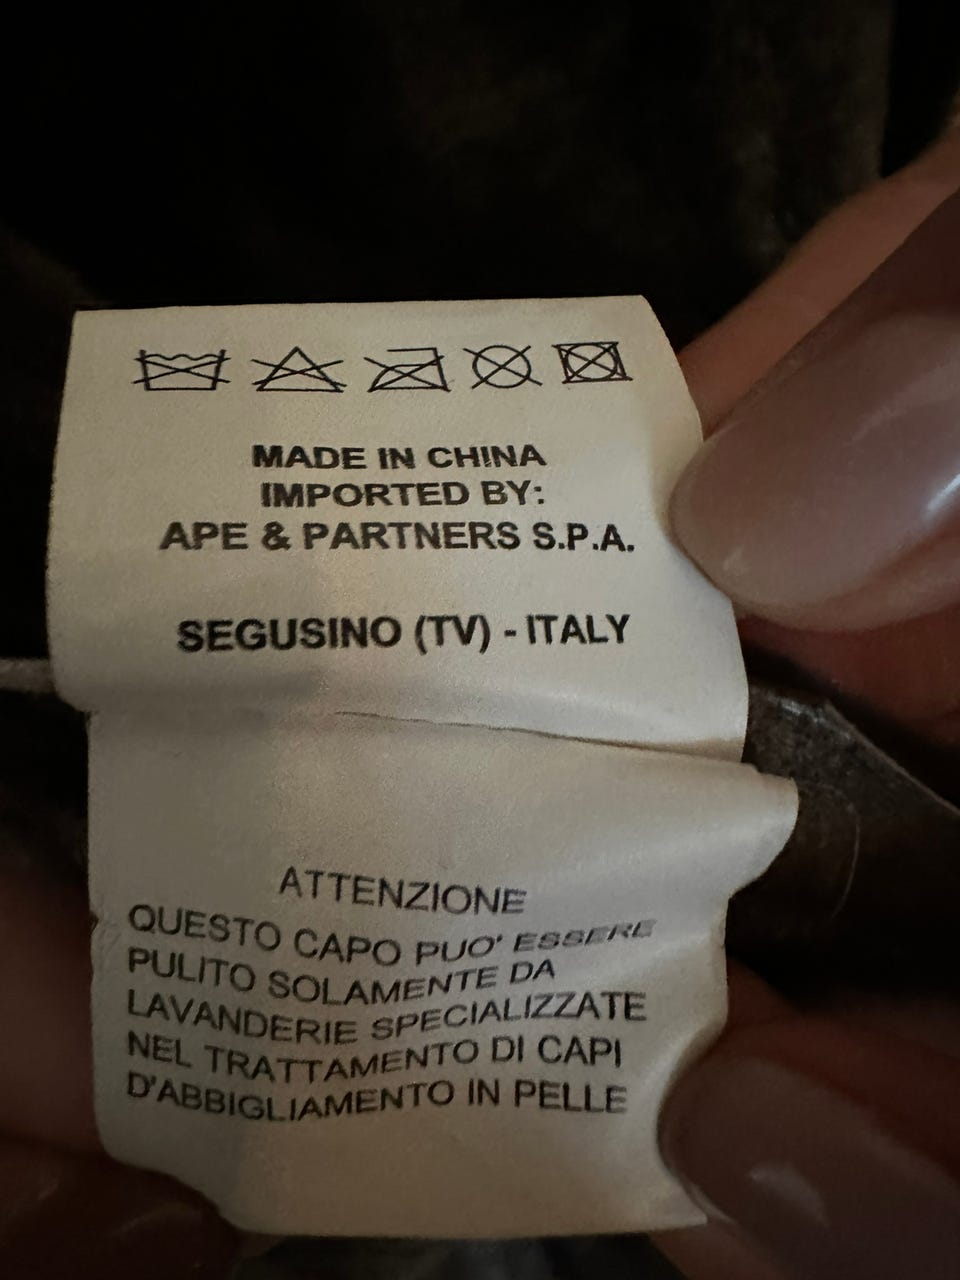 MADE IN CHINA
IMPORTED BY:
APE & PARTNERS S.P.A.
SEGUSINO (TV) - ITALY
ATTENZIONE
QUESTO CAPO PUO' ESSERE
PULITO SOLAMENTE DA
LAVANDERIE SPECIALIZZATE
NEL TRATTAMENTO DI CAPI
D'ABBIGLIAMENTO IN PELLE